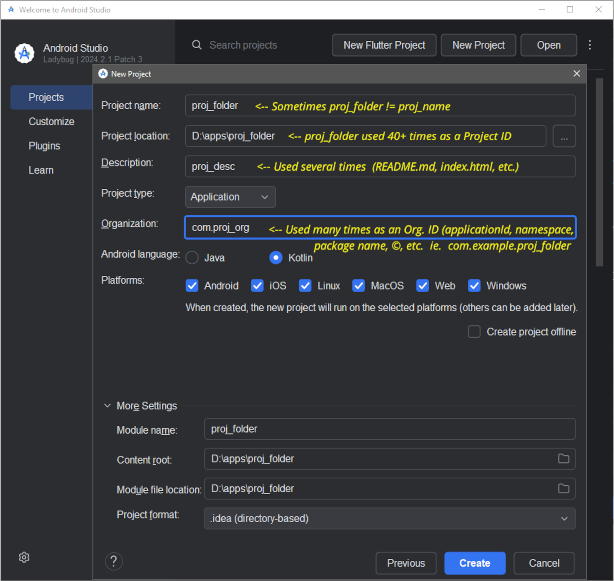 Welcome to Android Studio
Android Studio
Ladybug | 2024 2.1 Patch 3
Search projects
New Flutter Project
New Project
Open
New Project
Projects
Customize
Plugins
Learn
Project name: proj_folder <-- Sometimes proj_folder != proj_name
Project location: D:\apps\proj_folder <-- proj_folder used 40+ times as a Project ID ...
Description: proj_desc <-- Used several times (README.md, index.html, etc.)
Project type: Application
Organization: com.proj_org <-- Used many times as an Org. ID (applicationId, namespace,
package name, ©, etc. ie. com.example.proj_folder
Android language: Java Kotlin
Platforms: Android iOS Linux MacOS Web Windows
When created, the new project will run on the selected platforms (others can be added later).
Create project offline
More Settings
Module name: proj_folder
Content root: D:\apps\proj_folder
Module file location: D:\apps\proj_folder
Project format: .idea (directory-based)
? Previous Create Cancel